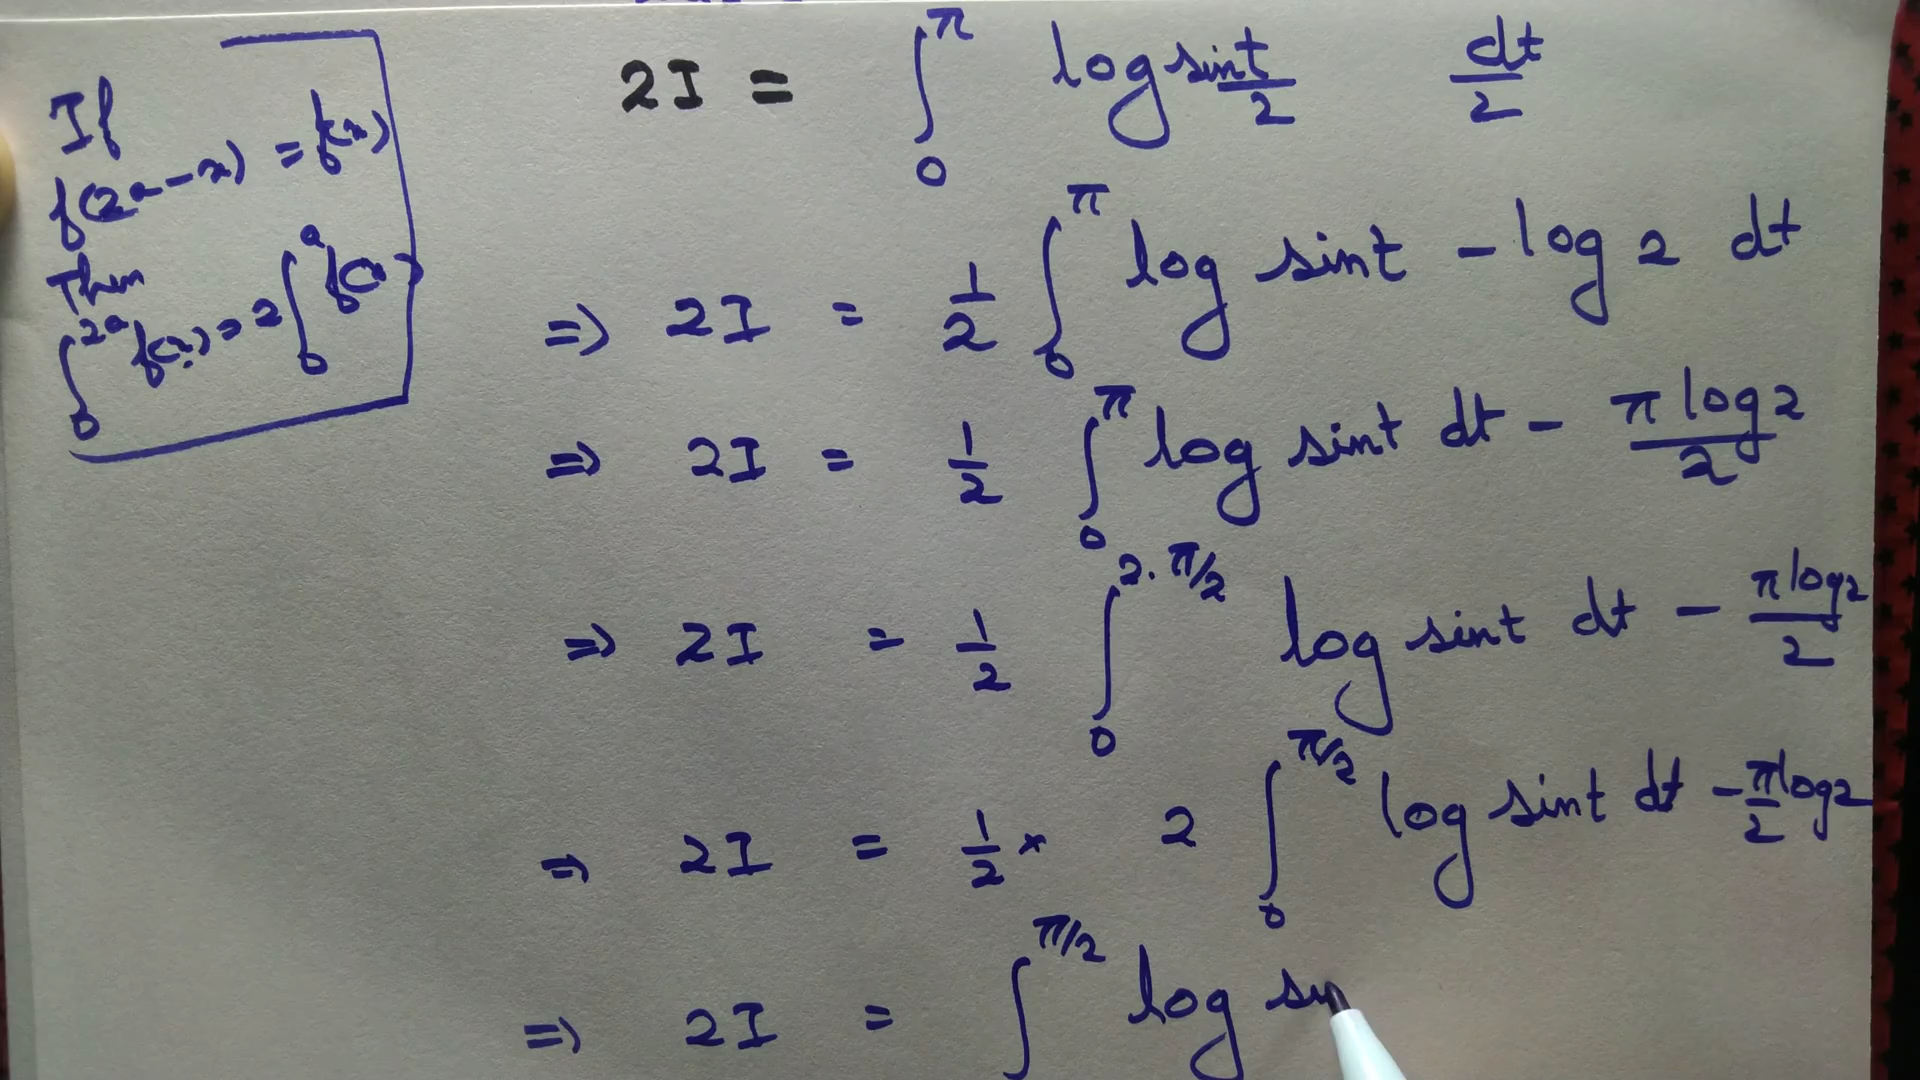 If
f(2a-x) = f(x)
Then
∫₀^2a f(x) = 2 ∫₀^a f(x)
2I = ∫₀^π log sint/2 dt/2
=> 2I = 1/2 ∫₀^π log sint - log 2 dt
=> 2I = 1/2 ∫₀^π log sint dt - π log2/2
=> 2I = 1/2 ∫₀^2.π/2 log sint dt - π log2/2
=> 2I = 1/2 × 2 ∫₀^π/2 log sint dt - π/2 log2
=> 2I = ∫^π/2 log